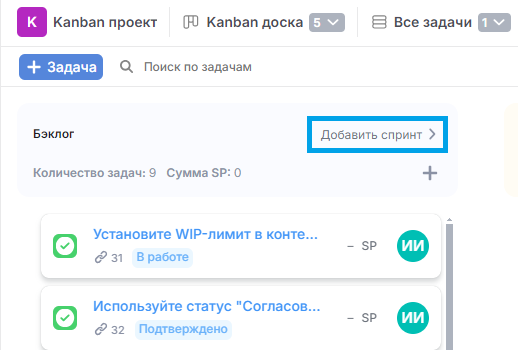 K Kanban проект Kanban доска 5 Все задачи 1
+ Задача Поиск по задачам
Бэклог Добавить спринт >
Количество задач: 9 Сумма SP: 0 +
Установите WIP-лимит в конте... – SP ИИ
31 В работе
Используйте статус "Согласов... – SP ИИ
32 Подтверждено